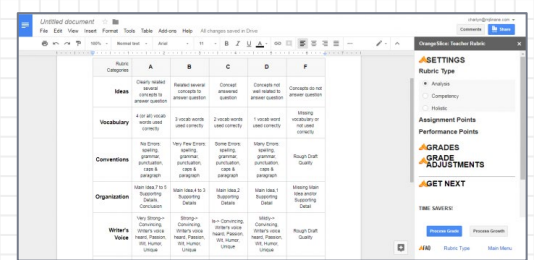 Untitled document
File Edit View Insert Format Tools Table Add-ons Help All changes saved in Drive
Comments Share
100% Normal text Arial 11 B I U A
OrangeSlice: Teacher Rubric
Rubric Categories A B C D F
Ideas
Clearly related several concepts to answer question
Related several concepts to answer question
Concept answered question
Concepts not well related to answer question
Concepts do not answer question
Vocabulary
4 (or all) vocab words used correctly
3 vocab words used correctly
2 vocab words used correctly
1 vocab word used correctly
Missing vocabulary or not used correctly
Conventions
No Errors: spelling, grammar, punctuation, caps & paragraph
Very Few Errors: spelling, grammar, punctuation, caps & paragraph
Some Errors: spelling, grammar, punctuation, caps & paragraph
Many Errors: spelling, grammar, punctuation, caps & paragraph
Rough Draft Quality
Organization
Main Idea,7 to 5 Supporting Details, Conclusion
Main Idea,4 to 3 Supporting Details
Main Idea,2 Supporting Details
Main Idea,1 Supporting Detail
Missing Main Idea and/or Supporting Detail
Writer's Voice
Very Strong-> Convincing, Writer's voice heard, Passion, Wit, Humor, Unique
Strong-> Convincing, Writer's voice heard, Passion, Wit, Humor, Unique
Is-> Convincing, Writer's voice heard, Passion, Wit, Humor, Unique
Mildly-> Convincing, Writer's voice heard, Passion, Wit, Humor, Unique
Rough Draft Quality
SETTINGS
Rubric Type
Analysis
Competency
Holistic
Assignment Points
Performance Points
GRADES
GRADE
ADJUSTMENTS
GET NEXT
TIME SAVERS!
Process Grade Process Growth
FAQ Rubric Type Main Menu